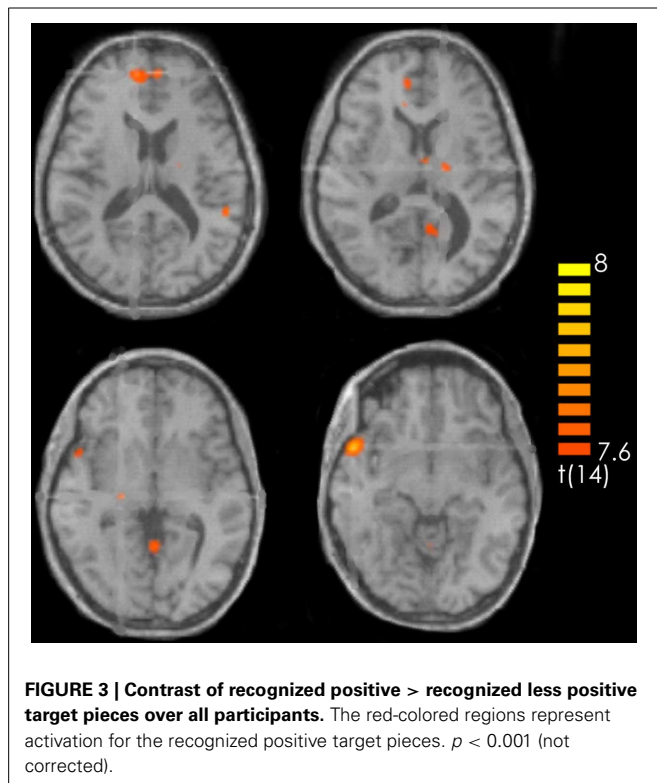 8
7.6
t(14)
FIGURE 3 | Contrast of recognized positive > recognized less positive
target pieces over all participants. The red-colored regions represent
activation for the recognized positive target pieces. p < 0.001 (not
corrected).